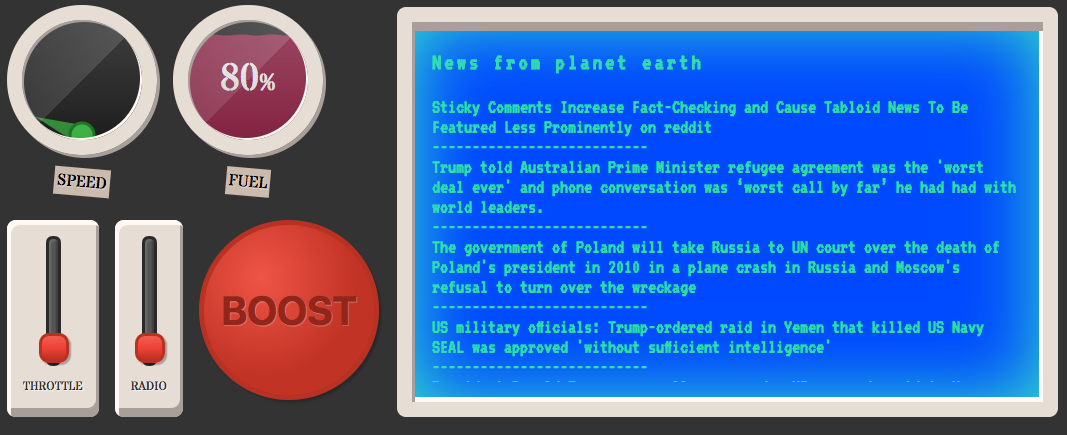 80%
SPEED
FUEL
THROTTLE
RADIO
BOOST
News from planet earth
Sticky Comments Increase Fact-Checking and Cause Tabloid News To Be
Featured Less Prominently on reddit
---------------------------
Trump told Australian Prime Minister refugee agreement was the 'worst
deal ever' and phone conversation was ‘worst call by far’ he had had with
world leaders.
---------------------------
The government of Poland will take Russia to UN court over the death of
Poland's president in 2010 in a plane crash in Russia and Moscow's
refusal to turn over the wreckage
---------------------------
US military officials: Trump-ordered raid in Yemen that killed US Navy
SEAL was approved 'without sufficient intelligence'
---------------------------